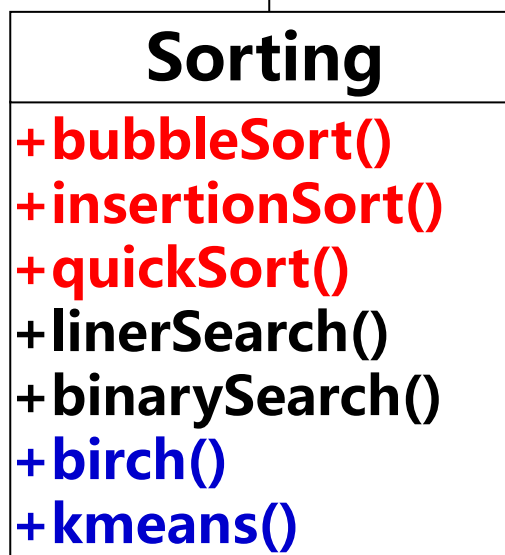 Sorting
+bubbleSort()
+insertionSort()
+quickSort()
+linerSearch()
+binarySearch()
+birch()
+kmeans()